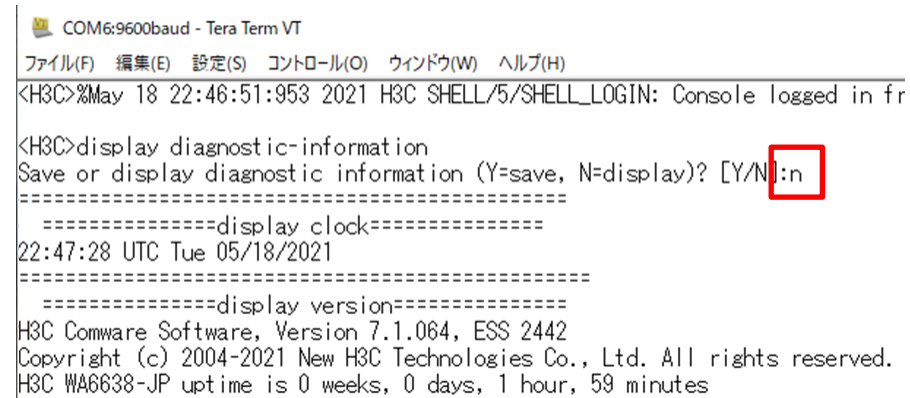 COM6:9600baud - Tera Term VT
ファイル(F) 編集(E) 設定(S) コントロール(O) ウィンドウ(W) ヘルプ(H)
<H3C>%May 18 22:46:51:953 2021 H3C SHELL/5/SHELL_LOGIN: Console logged in fr
<H3C>display diagnostic-information
Save or display diagnostic information (Y=save, N=display)? [Y/N]:n
===============================================
===============display clock===============
22:47:28 UTC Tue 05/18/2021
=================================================
===============display version===============
H3C Comware Software, Version 7.1.064, ESS 2442
Copyright (c) 2004-2021 New H3C Technologies Co., Ltd. All rights reserved.
H3C WA6638-JP uptime is 0 weeks, 0 days, 1 hour, 59 minutes